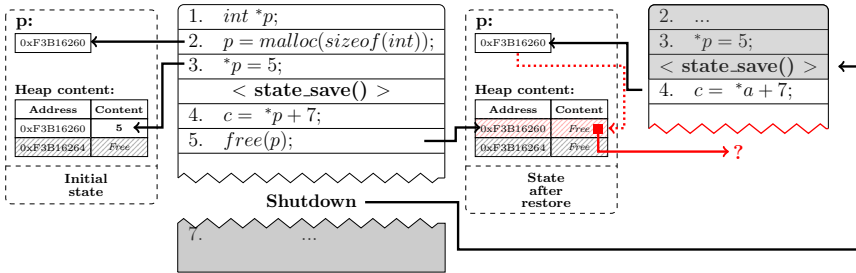 p:
0xF3B16260
Heap content:
Address Content
0xF3B16260 5
0xF3B16264 Free
Initial
state
1. int *p;
2. p = malloc(sizeof(int));
3. *p = 5;
< state_save() >
4. c = *p + 7;
5. free(p);
Shutdown
7. ...
p:
0xF3B16260
Heap content:
Address Content
0xF3B16260 Free
0xF3B16264 Free
State
after
restore
2. ...
3. *p = 5;
< state_save() >
4. c = *a + 7;
?